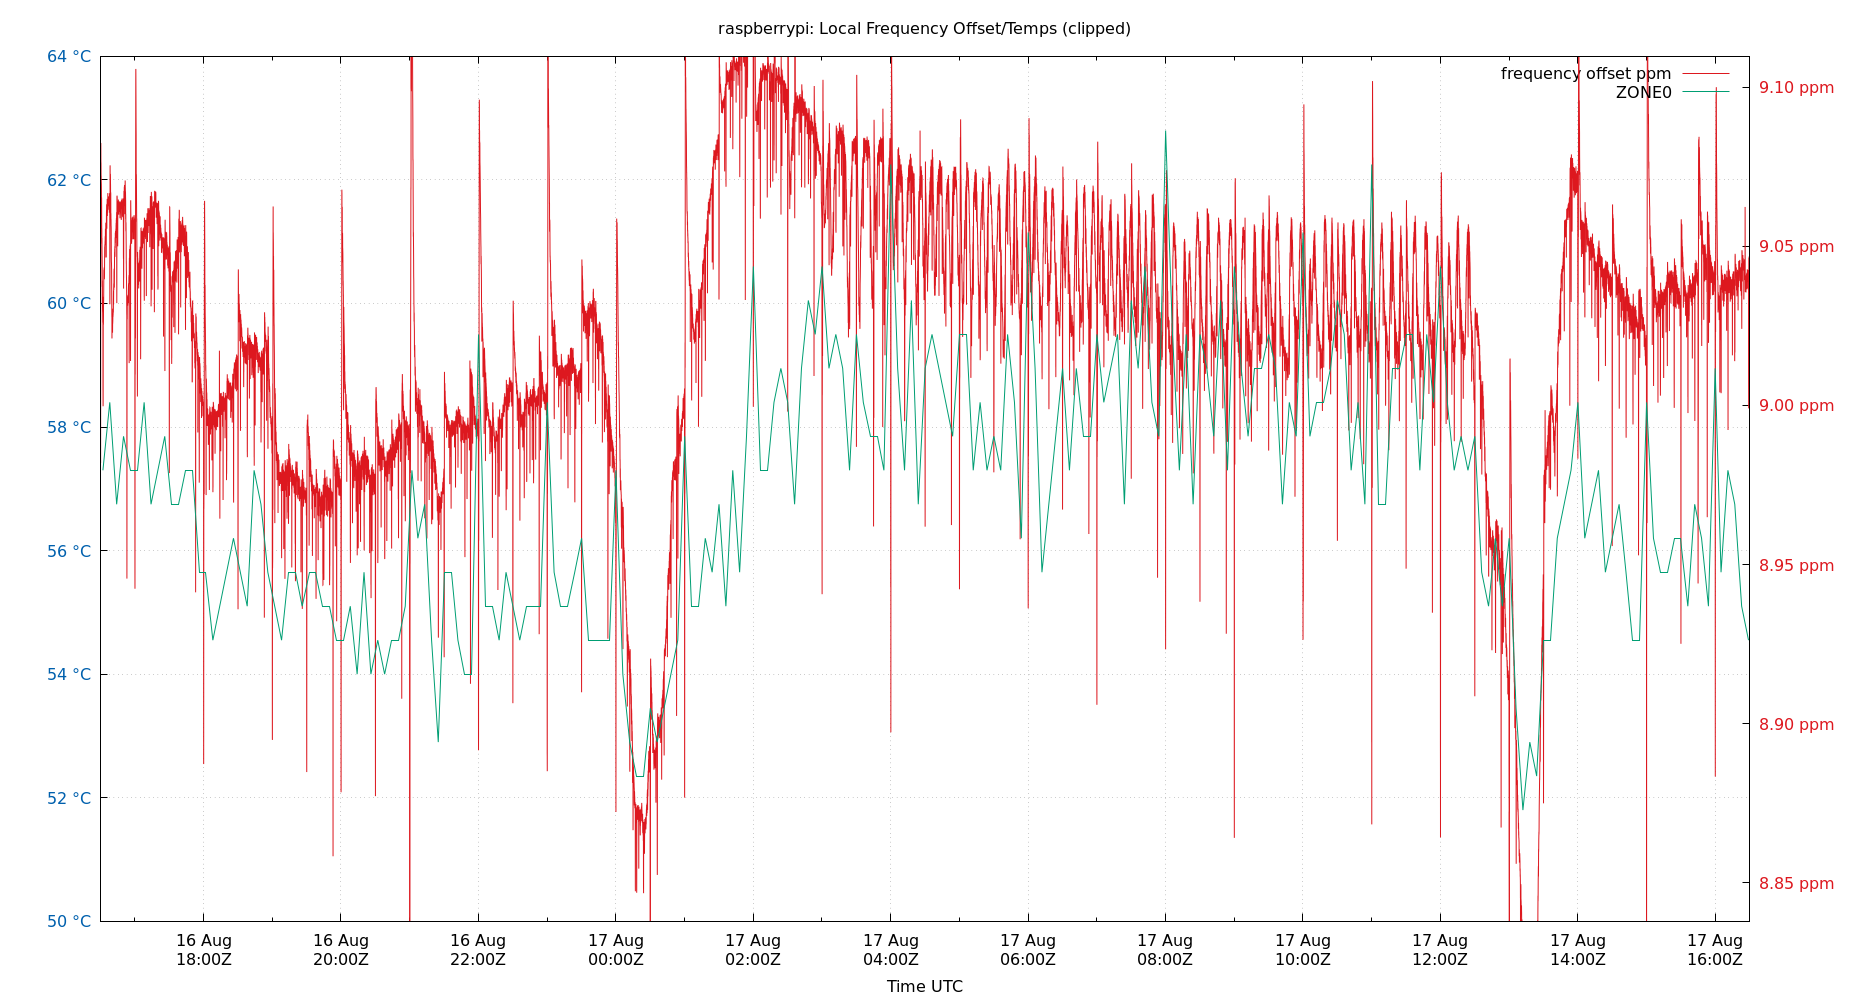 raspberrypi: Local Frequency Offset/Temps (clipped)
64 °C
62 °C
60 °C
58 °C
56 °C
54 °C
52 °C
50 °C
frequency offset ppm
ZONE0
9.10 ppm
9.05 ppm
9.00 ppm
8.95 ppm
8.90 ppm
8.85 ppm
16 Aug 16 Aug 16 Aug 17 Aug 17 Aug 17 Aug 17 Aug 17 Aug 17 Aug 17 Aug 17 Aug 17 Aug
18:00Z 20:00Z 22:00Z 00:00Z 02:00Z 04:00Z 06:00Z 08:00Z 10:00Z 12:00Z 14:00Z 16:00Z
Time UTC